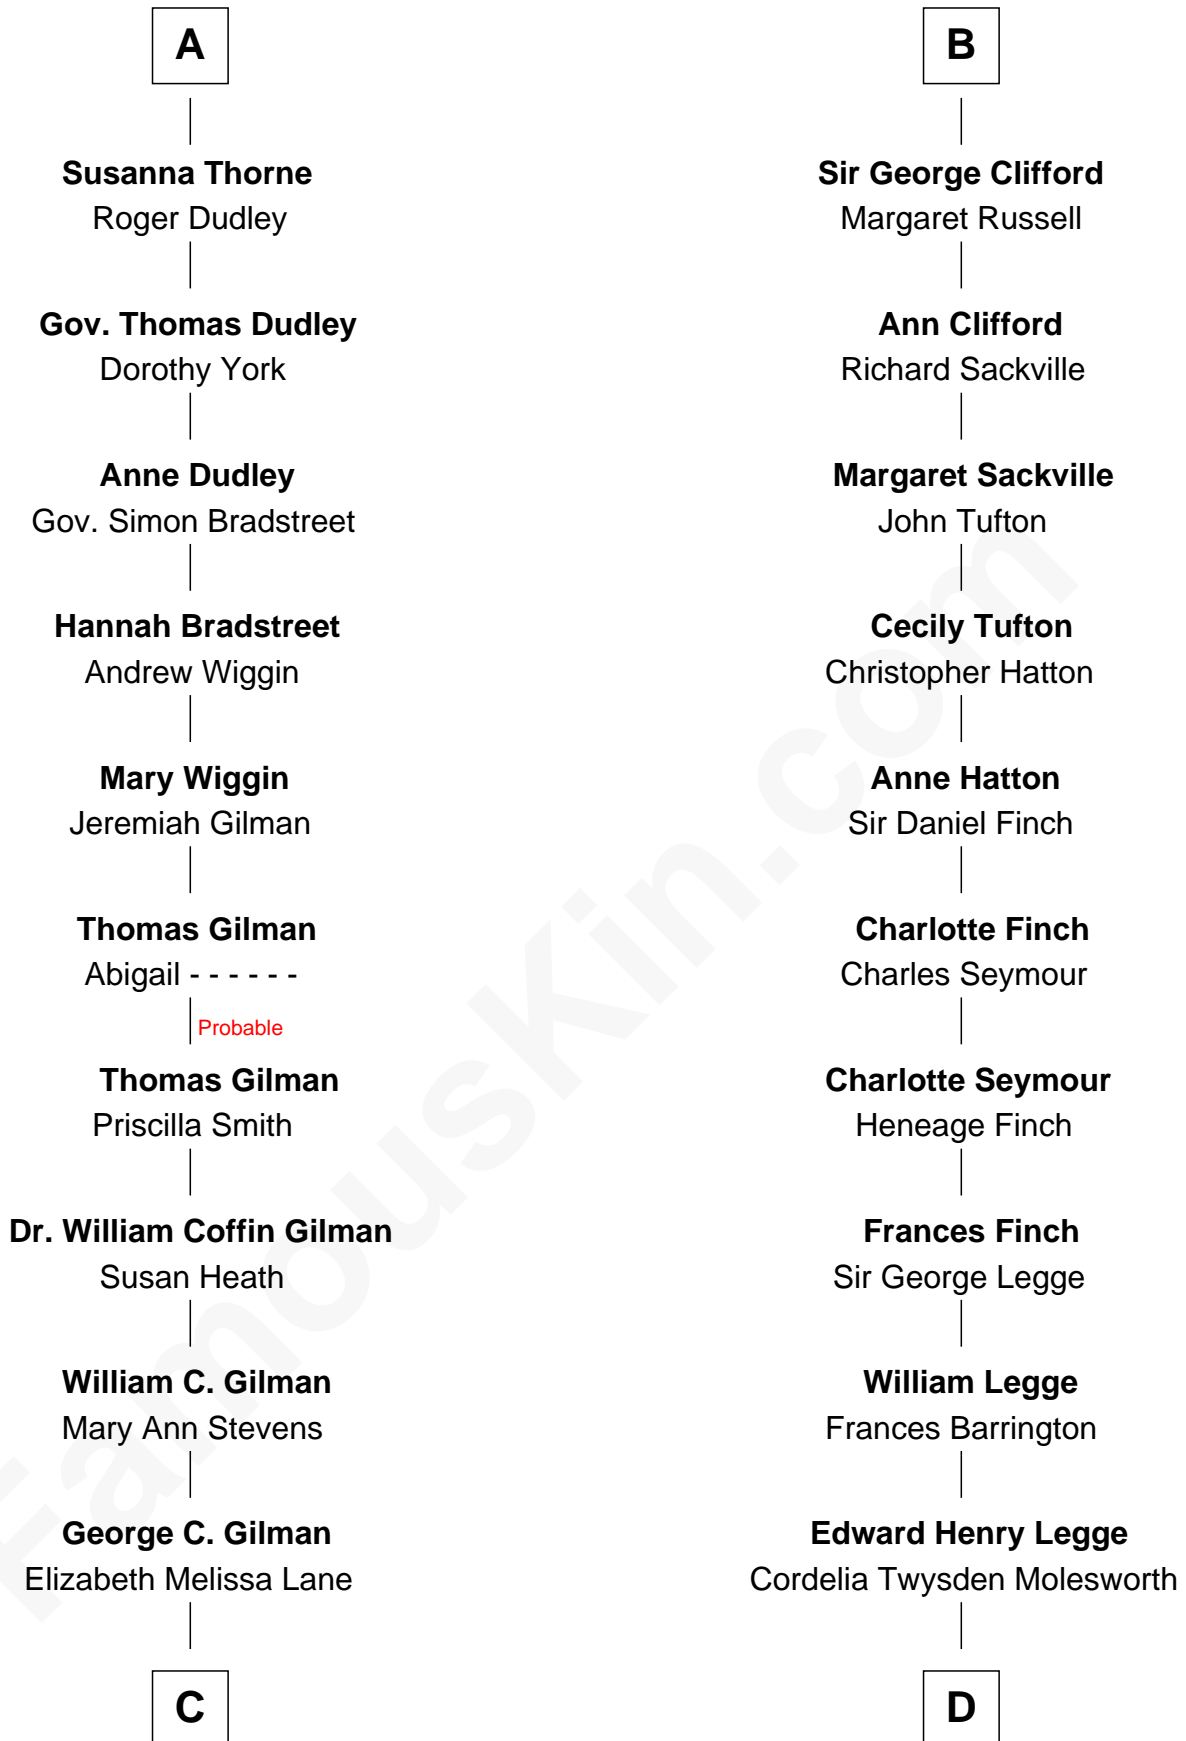 A
Susanna Thorne
Roger Dudley
Gov. Thomas Dudley
Dorothy York
Anne Dudley
Gov. Simon Bradstreet
Hannah Bradstreet
Andrew Wiggin
Mary Wiggin
Jeremiah Gilman
Thomas Gilman
Abigail - - - - - -
Probable
Thomas Gilman
Priscilla Smith
Dr. William Coffin Gilman
Susan Heath
William C. Gilman
Mary Ann Stevens
George C. Gilman
Elizabeth Melissa Lane
C
B
Sir George Clifford
Margaret Russell
Ann Clifford
Richard Sackville
Margaret Sackville
John Tufton
Cecily Tufton
Christopher Hatton
Anne Hatton
Sir Daniel Finch
Charlotte Finch
Charles Seymour
Charlotte Seymour
Heneage Finch
Frances Finch
Sir George Legge
William Legge
Frances Barrington
Edward Henry Legge
Cordelia Twysden Molesworth
D
FamousKin.com